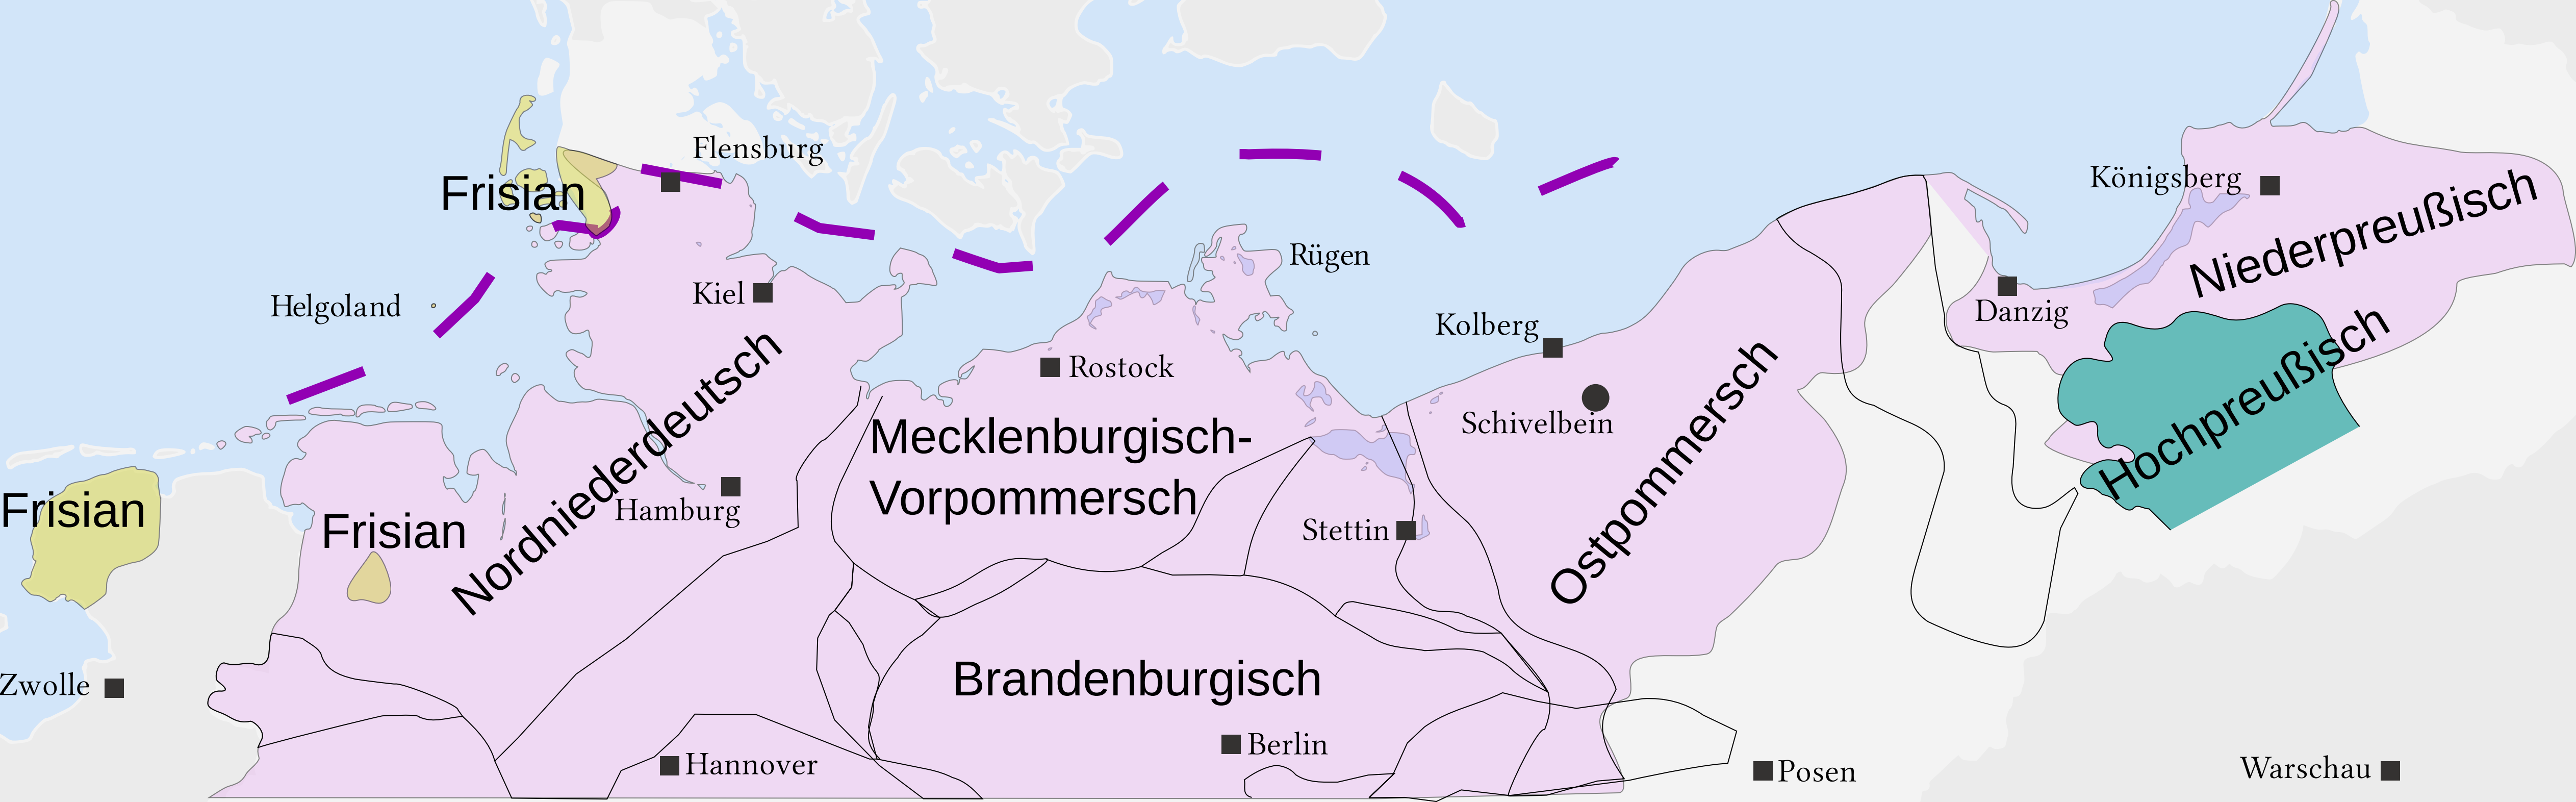 Flensburg
Frisian
Königsberg
Niederpreußisch
Rügen
Kiel
Helgoland
Danzig
Kolberg
Hochpreußisch
Rostock
Schivelbein
Ostpommersch
Nordniederdeutsch
Mecklenburgisch-
Vorpommersch
Frisian
Frisian
Hamburg
Stettin
Zwolle
Brandenburgisch
Berlin
Hannover
Posen
Warschau